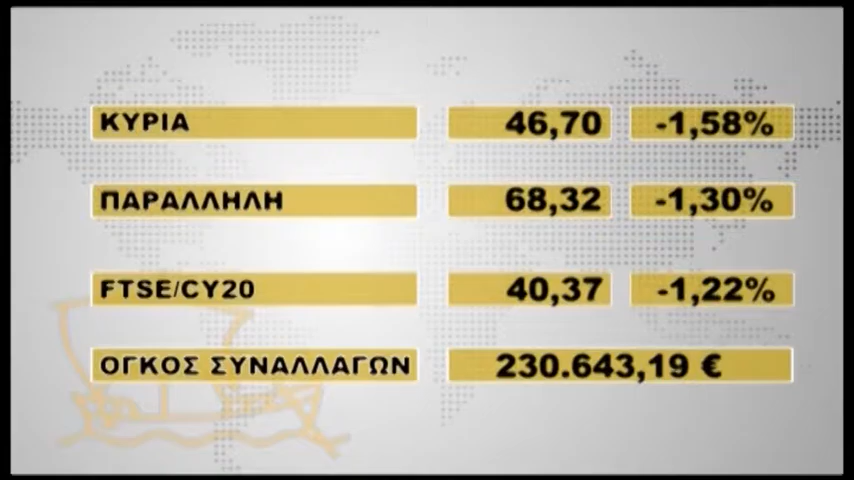 ΚΥΡΙΑ 46,70 -1,58%
ΠΑΡΑΛΛΗΛΗ 68,32 -1,30%
FTSE/CY20 40,37 -1,22%
ΟΓΚΟΣ ΣΥΝΑΛΛΑΓΩΝ 230.643,19 €